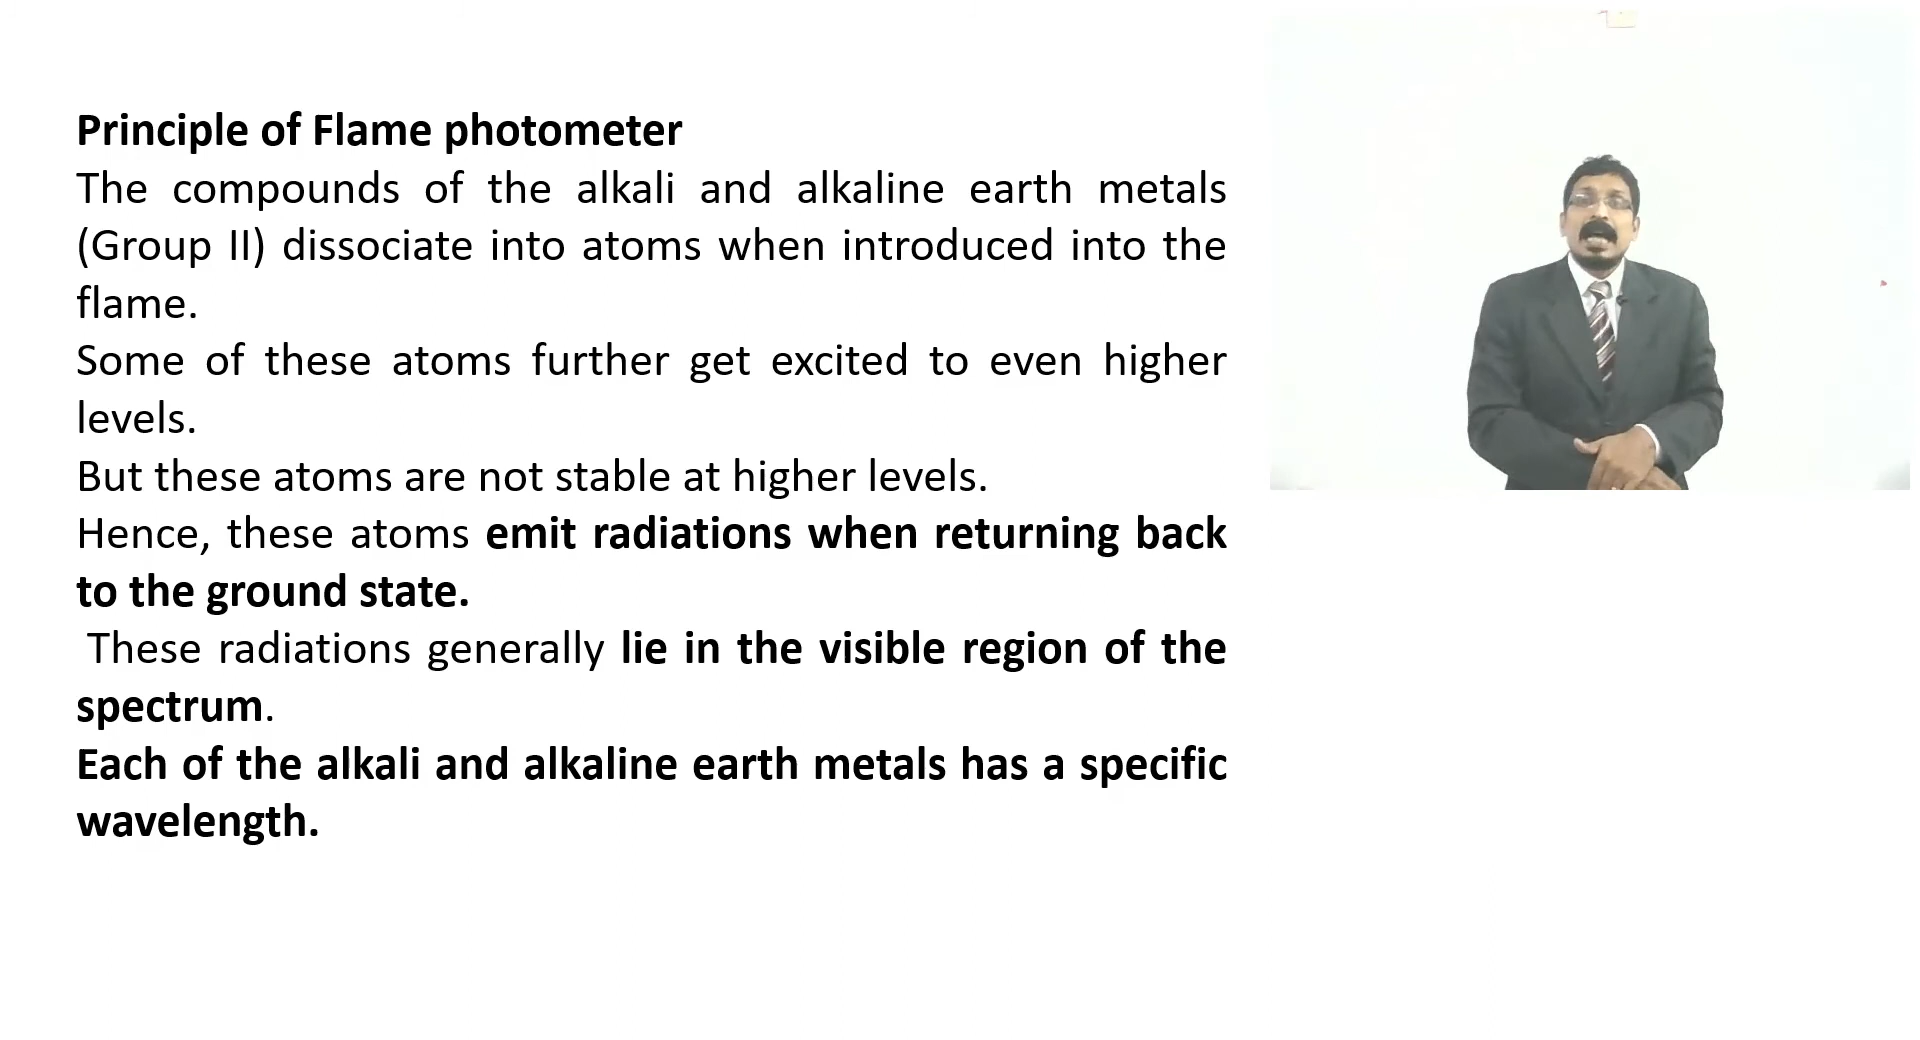 Principle of Flame photometer
The compounds of the alkali and alkaline earth metals
(Group II) dissociate into atoms when introduced into the
flame.
Some of these atoms further get excited to even higher
levels.
But these atoms are not stable at higher levels.
Hence, these atoms emit radiations when returning back
to the ground state.
These radiations generally lie in the visible region of the
spectrum.
Each of the alkali and alkaline earth metals has a specific
wavelength.